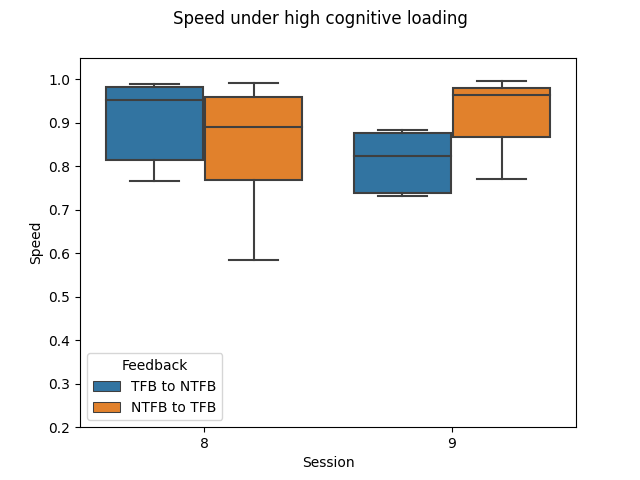 Speed under high cognitive loading
1.0
0.9
0.8
0.7
0.6
0.5
0.4
0.3
0.2
Speed
Feedback
TFB to NTFB
NTFB to TFB
8
9
Session